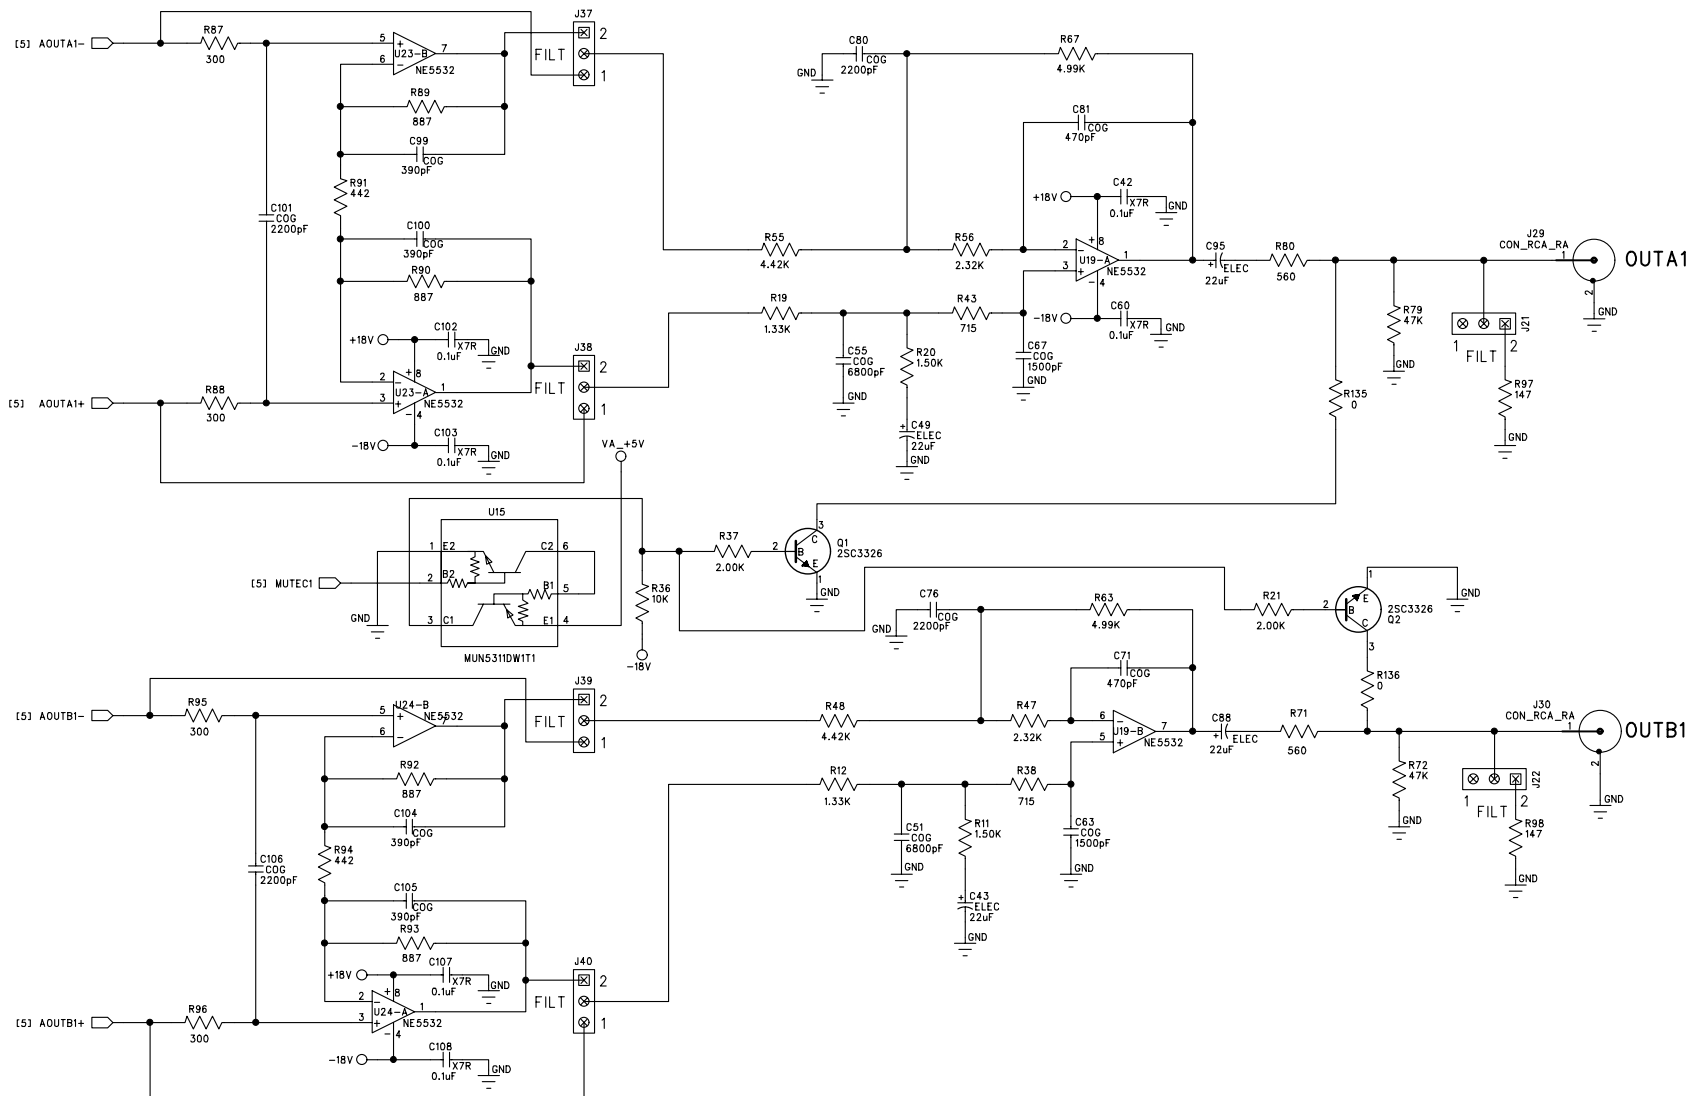 [5] AOUTA1-
R87
300
5
+
6
-
U23-B
7
NE5532
J37
2
FILT
1
R89
887
C99
COG
390pF
R91
442
C101
COG
2200pF
C100
COG
390pF
R90
887
+18V
C102
X7R
0.1uF
GND
2
-
8
+
U23-A
1
3
+
NE5532
-
4
-18V
C103
X7R
0.1uF
GND
[5] AOUTA1+
R88
300
J38
2
FILT
1
C80
COG
2200pF
GND
R67
4.99K
C81
COG
470pF
R55
4.42K
R56
2.32K
+18V
C42
X7R
0.1uF
GND
2
-
+
8
U19-A
1
3
+
NE5532
-
4
-18V
C60
X7R
0.1uF
GND
R19
1.33K
R43
715
C55
COG
6800pF
GND
R20
1.50K
C67
COG
1500pF
GND
+
C49
ELEC
22uF
GND
C95
+
ELEC
22uF
R80
560
J29
CON_RCA_RA
1
2
GND
OUTA1
R79
47K
GND
J21
1
2
FILT
R97
147
GND
R135
0
VA_+5V
U15
1
E2
C2
6
[5] MUTEC1
2
B2
B1
5
GND
3
C1
E1
4
MUN5311DW1T1
R36
10K
-18V
R37
2.00K
2
B
C
3
E
1
Q1
2SC3326
GND
R21
2.00K
2
B
E
1
C
3
2SC3326
Q2
GND
R136
0
[5] AOUTB1-
R95
300
5
+
6
-
U24-B
NE5532
7
J39
2
FILT
1
R92
887
C104
COG
390pF
R94
442
C106
COG
2200pF
C105
COG
390pF
R93
887
+18V
C107
X7R
0.1uF
GND
2
-
+
8
U24-A
1
3
+
NE5532
-
4
-18V
C108
X7R
0.1uF
GND
[5] AOUTB1+
R96
300
J40
2
FILT
1
C76
COG
2200pF
GND
R63
4.99K
C71
COG
470pF
R48
4.42K
R47
2.32K
6
-
U19-B
7
5
+
NE5532
R12
1.33K
R38
715
C51
COG
6800pF
GND
R11
1.50K
C63
COG
1500pF
GND
+
C43
ELEC
22uF
GND
C88
+
ELEC
22uF
R71
560
J30
CON_RCA_RA
1
2
GND
OUTB1
R72
47K
GND
J22
1
2
FILT
R98
147
GND